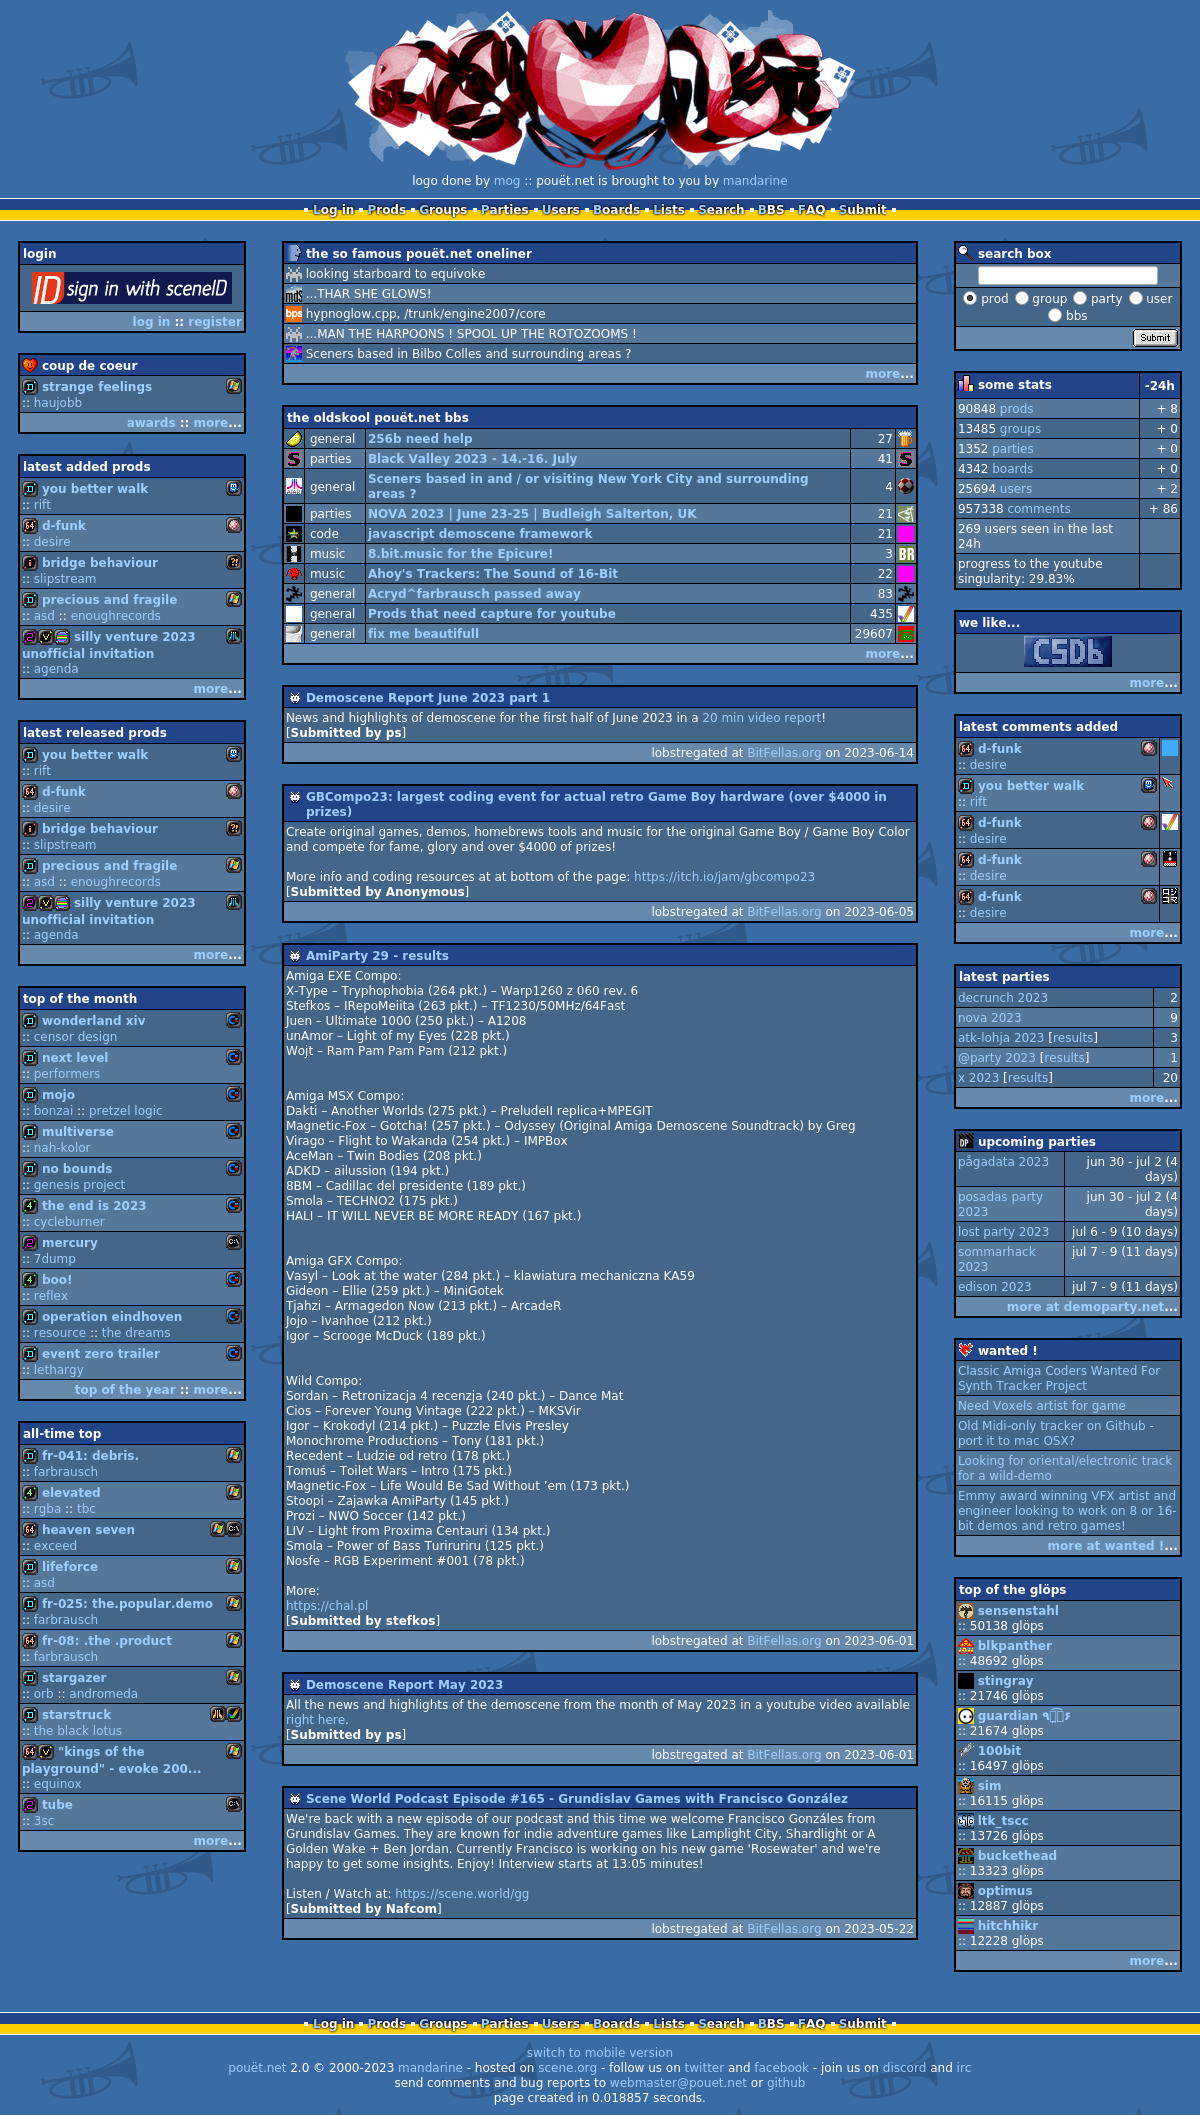 logo done by mog :: pouët.net is brought to you by mandarine
Log in Prods Groups Parties Users Boards Lists Search BBS FAQ Submit
login
ID sign in with sceneID
log in :: register
coup de coeur
strange feelings
:: haujobb
awards :: more...
latest added prods
you better walk
:: rift
d-funk
:: desire
bridge behaviour
:: slipstream
precious and fragile
:: asd :: enoughrecords
silly venture 2023
unofficial invitation
:: agenda
more...
latest released prods
you better walk
:: rift
d-funk
:: desire
bridge behaviour
:: slipstream
precious and fragile
:: asd :: enoughrecords
silly venture 2023
unofficial invitation
:: agenda
more...
top of the month
wonderland xiv
:: censor design
next level
:: performers
mojo
:: bonzai :: pretzel logic
multiverse
:: nah-kolor
no bounds
:: genesis project
the end is 2023
:: cycleburner
mercury
:: 7dump
boo!
:: reflex
operation eindhoven
:: resource :: the dreams
event zero trailer
:: lethargy
top of the year :: more...
all-time top
fr-041: debris.
:: farbrausch
elevated
:: rgba :: tbc
heaven seven
:: exceed
lifeforce
:: asd
fr-025: the.popular.demo
:: farbrausch
fr-08: .the .product
:: farbrausch
stargazer
:: orb :: andromeda
starstruck
:: the black lotus
"kings of the
playground" - evoke 200...
:: equinox
tube
:: 3sc
more...
the so famous pouët.net oneliner
looking starboard to equivoke
...THAR SHE GLOWS!
hypnoglow.cpp, /trunk/engine2007/core
...MAN THE HARPOONS ! SPOOL UP THE ROTOZOOMS !
Sceners based in Bilbo Colles and surrounding areas ?
more...
the oldskool pouët.net bbs
general 256b need help 27
parties Black Valley 2023 - 14.-16. July 41
general Sceners based in and / or visiting New York City and surrounding
areas ? 4
parties NOVA 2023 | June 23-25 | Budleigh Salterton, UK 21
code javascript demoscene framework 21
music 8.bit.music for the Epicure! 3
music Ahoy's Trackers: The Sound of 16-Bit 22
general Acryd^farbrausch passed away 83
general Prods that need capture for youtube 435
general fix me beautifull 29607
more...
Demoscene Report June 2023 part 1
News and highlights of demoscene for the first half of June 2023 in a 20 min video report!
[Submitted by ps]
lobstregated at BitFellas.org on 2023-06-14
GBCompo23: largest coding event for actual retro Game Boy hardware (over $4000 in
prizes)
Create original games, demos, homebrews tools and music for the original Game Boy / Game Boy Color
and compete for fame, glory and over $4000 of prizes!
More info and coding resources at at bottom of the page: https://itch.io/jam/gbcompo23
[Submitted by Anonymous]
lobstregated at BitFellas.org on 2023-06-05
AmiParty 29 - results
Amiga EXE Compo:
X-Type – Tryphophobia (264 pkt.) – Warp1260 z 060 rev. 6
Stefkos – IRepoMeiita (263 pkt.) – TF1230/50MHz/64Fast
Juen – Ultimate 1000 (250 pkt.) – A1208
unAmor – Light of my Eyes (228 pkt.)
Wojt – Ram Pam Pam Pam (212 pkt.)
Amiga MSX Compo:
Dakti – Another Worlds (275 pkt.) – PreludeII replica+MPEGIT
Magnetic-Fox – Gotcha! (257 pkt.) – Odyssey (Original Amiga Demoscene Soundtrack) by Greg
Virago – Flight to Wakanda (254 pkt.) – IMPBox
AceMan – Twin Bodies (208 pkt.)
ADKD – ailussion (194 pkt.)
8BM – Cadillac del presidente (189 pkt.)
Smola – TECHNO2 (175 pkt.)
HALI – IT WILL NEVER BE MORE READY (167 pkt.)
Amiga GFX Compo:
Vasyl – Look at the water (284 pkt.) – klawiatura mechaniczna KA59
Gideon – Ellie (259 pkt.) – MiniGotek
Tjahzi – Armagedon Now (213 pkt.) – ArcadeR
Jojo – Ivanhoe (212 pkt.)
Igor – Scrooge McDuck (189 pkt.)
Wild Compo:
Sordan – Retronizacja 4 recenzja (240 pkt.) – Dance Mat
Cios – Forever Young Vintage (222 pkt.) – MKSVir
Igor – Krokodyl (214 pkt.) – Puzzle Elvis Presley
Monochrome Productions – Tony (181 pkt.)
Recedent – Ludzie od retro (178 pkt.)
Tomuś – Toilet Wars – Intro (175 pkt.)
Magnetic-Fox – Life Would Be Sad Without 'em (173 pkt.)
Stoopi – Zajawka AmiParty (145 pkt.)
Prozi – NWO Soccer (142 pkt.)
LIV – Light from Proxima Centauri (134 pkt.)
Smola – Power of Bass Turiruriru (125 pkt.)
Nosfe – RGB Experiment #001 (78 pkt.)
More:
https://chal.pl
[Submitted by stefkos]
lobstregated at BitFellas.org on 2023-06-01
Demoscene Report May 2023
All the news and highlights of the demoscene from the month of May 2023 in a youtube video available
right here.
[Submitted by ps]
lobstregated at BitFellas.org on 2023-06-01
Scene World Podcast Episode #165 - Grundislav Games with Francisco González
We're back with a new episode of our podcast and this time we welcome Francisco Gonzáles from
Grundislav Games. They are known for indie adventure games like Lamplight City, Shardlight or A
Golden Wake + Ben Jordan. Currently Francisco is working on his new game 'Rosewater' and we're
happy to get some insights. Enjoy! Interview starts at 13:05 minutes!
Listen / Watch at: https://scene.world/gg
[Submitted by Nafcom]
lobstregated at BitFellas.org on 2023-05-22
search box
prod group party user
bbs
Submit
some stats -24h
90848 prods + 8
13485 groups + 0
1352 parties + 0
4342 boards + 0
25694 users + 2
957338 comments + 86
269 users seen in the last
24h
progress to the youtube
singularity: 29.83%
we like...
CSDb
more...
latest comments added
d-funk
:: desire
you better walk
:: rift
d-funk
:: desire
d-funk
:: desire
d-funk
:: desire
more...
latest parties
decrunch 2023 2
nova 2023 9
atk-lohja 2023 [results] 3
@party 2023 [results] 1
x 2023 [results] 20
more...
upcoming parties
pågadata 2023 jun 30 - jul 2 (4
days)
posadas party
2023 jun 30 - jul 2 (4
days)
lost party 2023 jul 6 - 9 (10 days)
sommarhack
2023 jul 7 - 9 (11 days)
edison 2023 jul 7 - 9 (11 days)
more at demoparty.net...
wanted !
Classic Amiga Coders Wanted For
Synth Tracker Project
Need Voxels artist for game
Old Midi-only tracker on Github -
port it to mac OSX?
Looking for oriental/electronic track
for a wild-demo
Emmy award winning VFX artist and
engineer looking to work on 8 or 16-
bit demos and retro games!
more at wanted !...
top of the glöps
sensenstahl
:: 50138 glöps
blkpanther
:: 48692 glöps
stingray
:: 21746 glöps
guardian
:: 21674 glöps
100bit
:: 16497 glöps
sim
:: 16115 glöps
ltk_tscc
:: 13726 glöps
buckethead
:: 13323 glöps
optimus
:: 12887 glöps
hitchhikr
:: 12228 glöps
more...
Log in Prods Groups Parties Users Boards Lists Search BBS FAQ Submit
switch to mobile version
pouët.net 2.0 © 2000-2023 mandarine - hosted on scene.org - follow us on twitter and facebook - join us on discord and irc
send comments and bug reports to webmaster@pouet.net or github
page created in 0.018857 seconds.